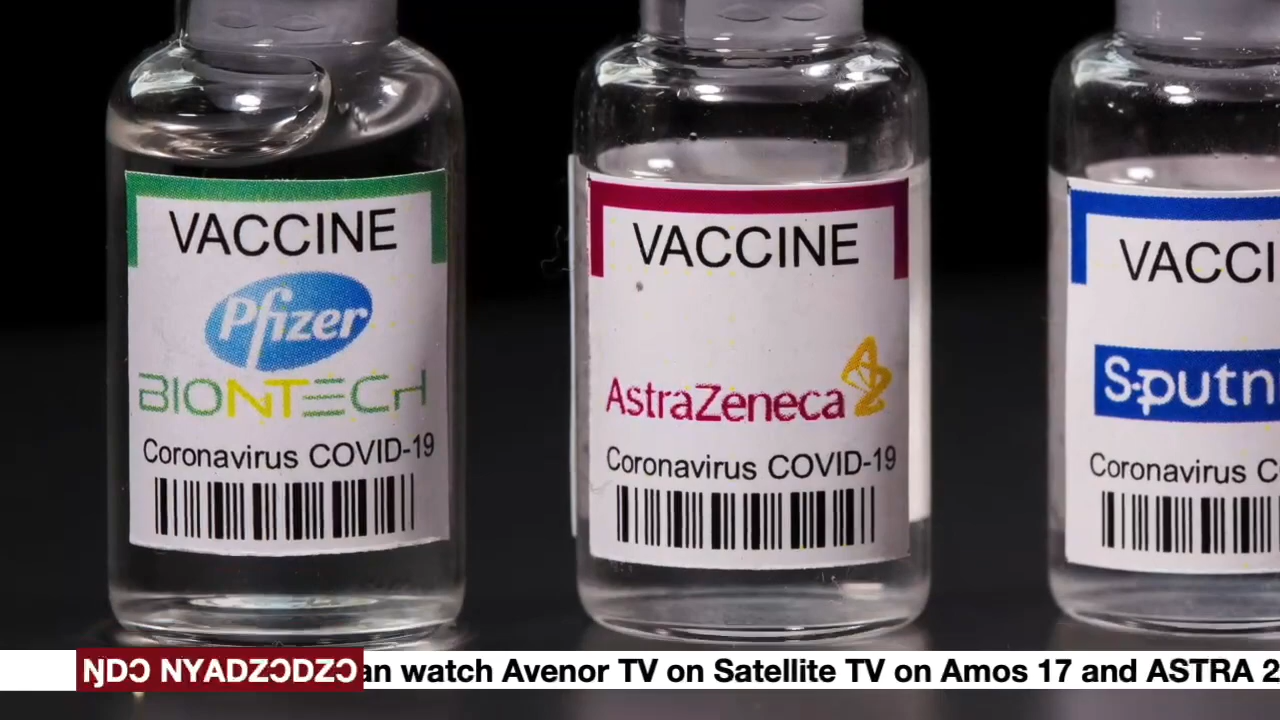 VACCINE
Pfizer
BIONTECH
Coronavirus COVID-19
VACCINE
AstraZeneca
Coronavirus COVID-19
VACCI
Sputni
Coronavirus C
ŊDƆ NYADZƆDZƆ
an watch Avenor TV on Satellite TV on Amos 17 and ASTRA 2